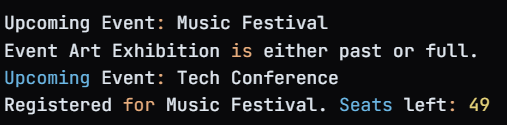 Upcoming Event: Music Festival
Event Art Exhibition is either past or full.
Upcoming Event: Tech Conference
Registered for Music Festival. Seats left: 49